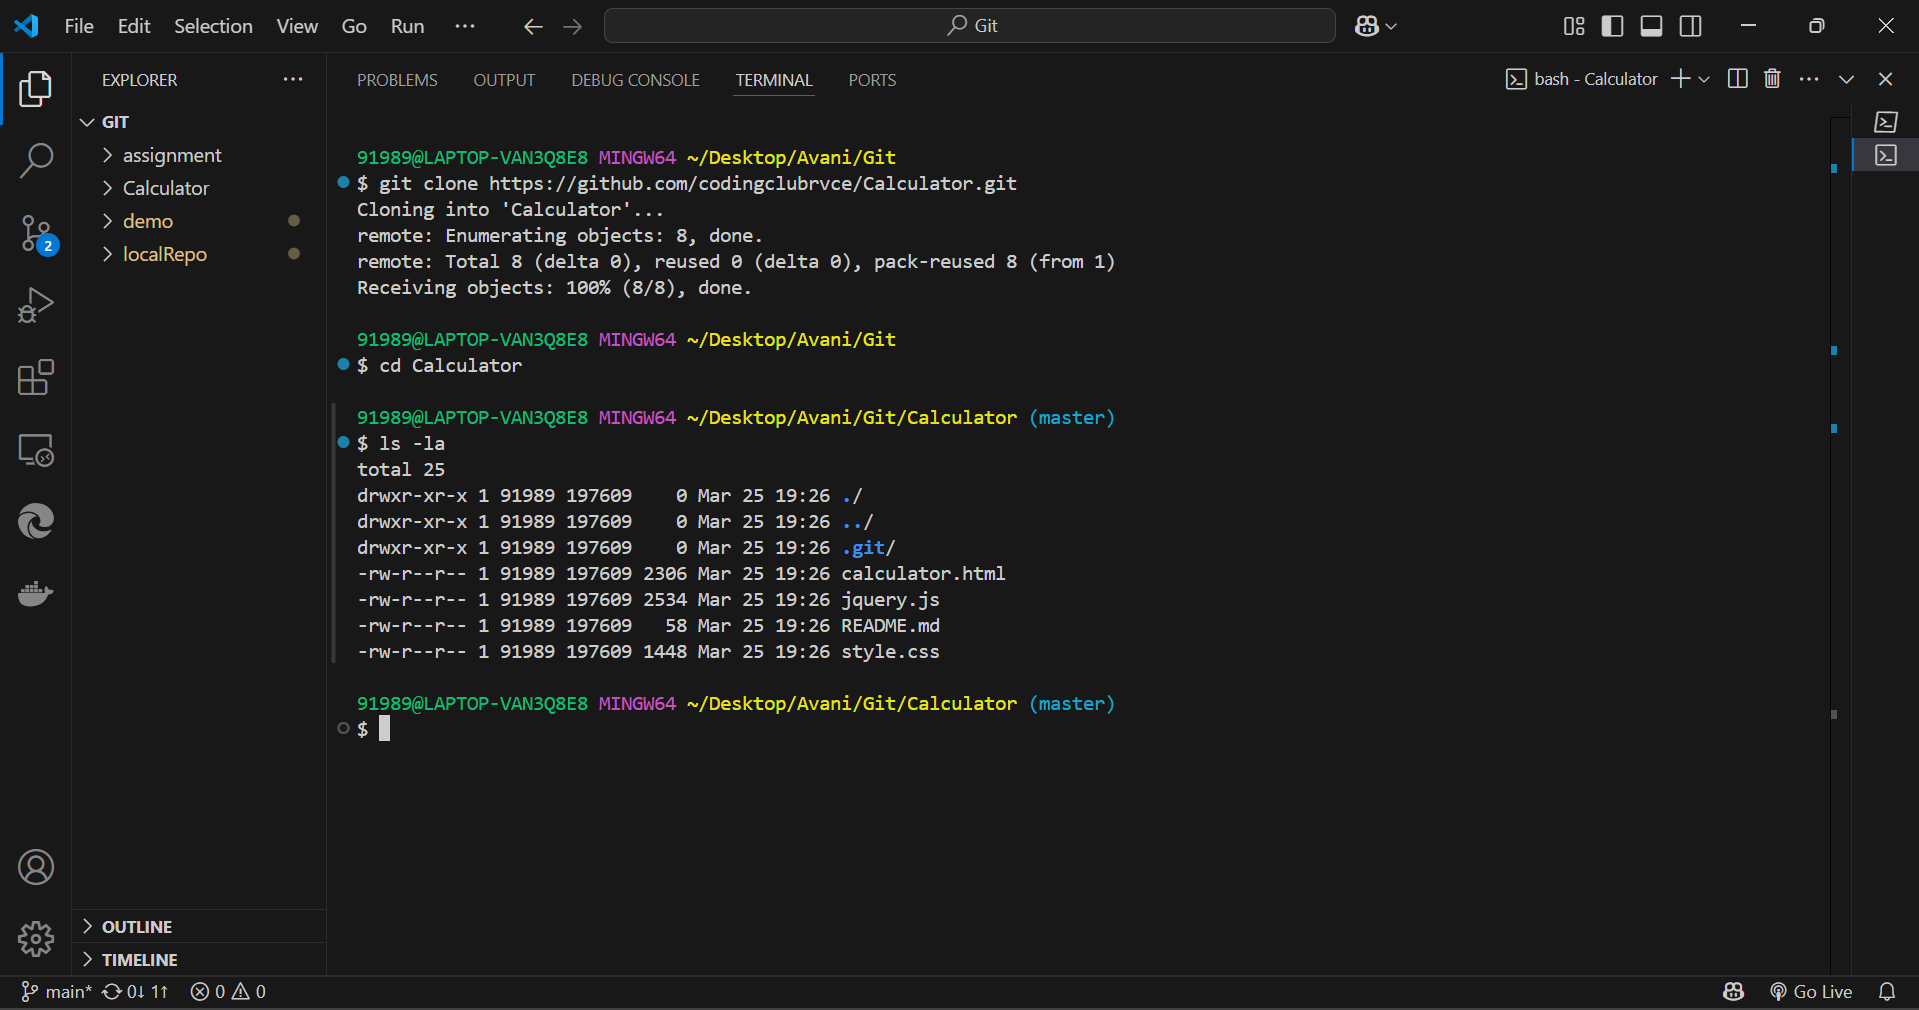 File Edit Selection View Go Run ··· Git
EXPLORER ···
GIT
assignment
Calculator
demo
localRepo
2
OUTLINE
TIMELINE
PROBLEMS OUTPUT DEBUG CONSOLE TERMINAL PORTS bash - Calculator ···
91989@LAPTOP-VAN3Q8E8 MINGW64 ~/Desktop/Avani/Git
$ git clone https://github.com/codingclubrvce/Calculator.git
Cloning into 'Calculator'...
remote: Enumerating objects: 8, done.
remote: Total 8 (delta 0), reused 0 (delta 0), pack-reused 8 (from 1)
Receiving objects: 100% (8/8), done.
91989@LAPTOP-VAN3Q8E8 MINGW64 ~/Desktop/Avani/Git
$ cd Calculator
91989@LAPTOP-VAN3Q8E8 MINGW64 ~/Desktop/Avani/Git/Calculator (master)
$ ls -la
total 25
drwxr-xr-x 1 91989 197609    0 Mar 25 19:26 ./
drwxr-xr-x 1 91989 197609    0 Mar 25 19:26 ../
drwxr-xr-x 1 91989 197609    0 Mar 25 19:26 .git/
-rw-r--r-- 1 91989 197609 2306 Mar 25 19:26 calculator.html
-rw-r--r-- 1 91989 197609 2534 Mar 25 19:26 jquery.js
-rw-r--r-- 1 91989 197609   58 Mar 25 19:26 README.md
-rw-r--r-- 1 91989 197609 1448 Mar 25 19:26 style.css
91989@LAPTOP-VAN3Q8E8 MINGW64 ~/Desktop/Avani/Git/Calculator (master)
$
main* 0↓ 1↑ 0 0 Go Live